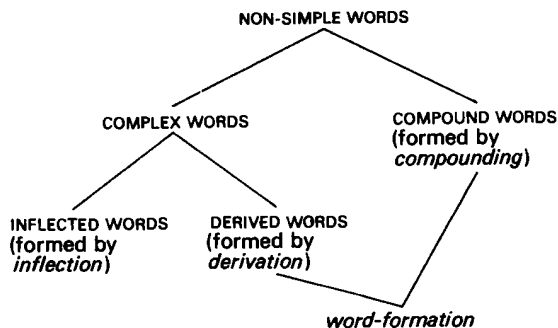 NON-SIMPLE WORDS
COMPLEX WORDS
COMPOUND WORDS
(formed by
compounding)
INFLECTED WORDS
(formed by
inflection)
DERIVED WORDS
(formed by
derivation)
word-formation